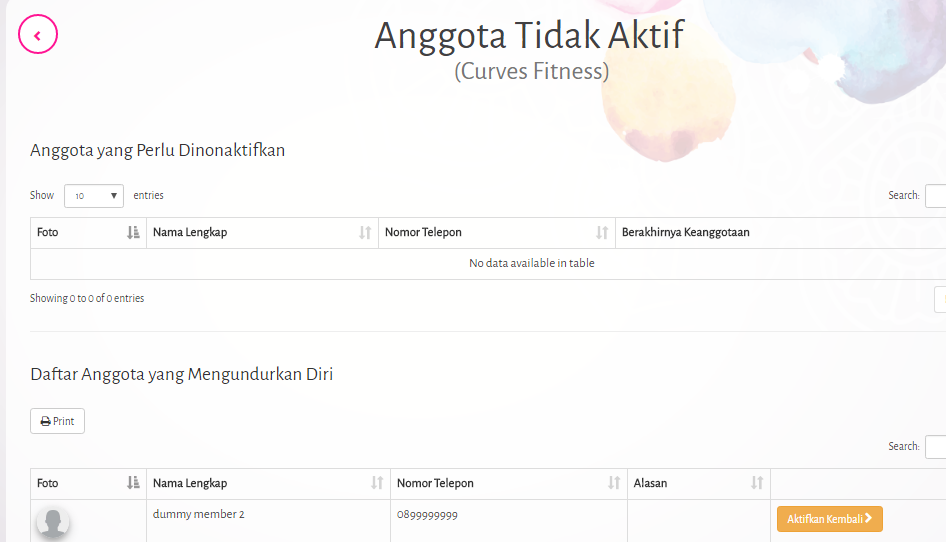 Anggota Tidak Aktif
(Curves Fitness)
Anggota yang Perlu Dinonaktifkan
Show 10 entries Search:
Foto Nama Lengkap Nomor Telepon Berakhirnya Keanggotaan
No data available in table
Showing 0 to 0 of 0 entries
Daftar Anggota yang Mengundurkan Diri
Print
Search:
Foto Nama Lengkap Nomor Telepon Alasan
dummy member 2 0899999999 Aktifkan Kembali